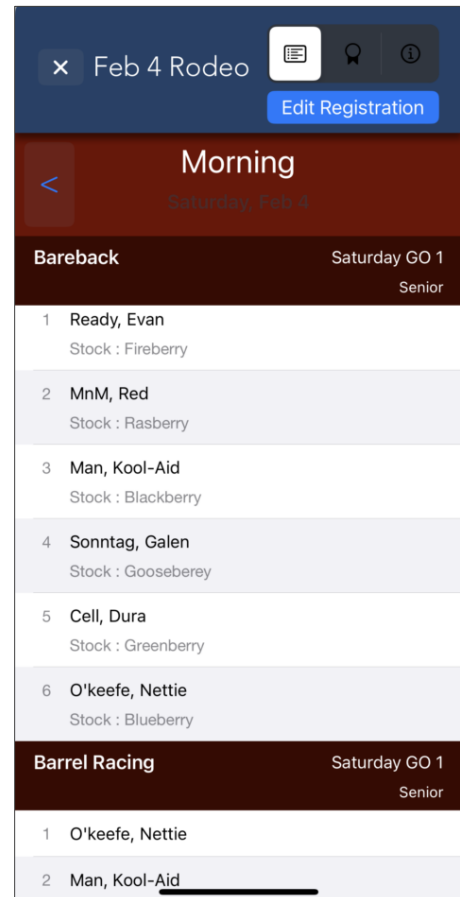 × Feb 4 Rodeo
Edit Registration
<
Morning
Saturday, Feb 4
Bareback Saturday GO 1
Senior
1 Ready, Evan
Stock : Fireberry
2 MnM, Red
Stock : Rasberry
3 Man, Kool-Aid
Stock : Blackberry
4 Sonntag, Galen
Stock : Gooseberey
5 Cell, Dura
Stock : Greenberry
6 O'keefe, Nettie
Stock : Blueberry
Barrel Racing Saturday GO 1
Senior
1 O'keefe, Nettie
2 Man, Kool-Aid